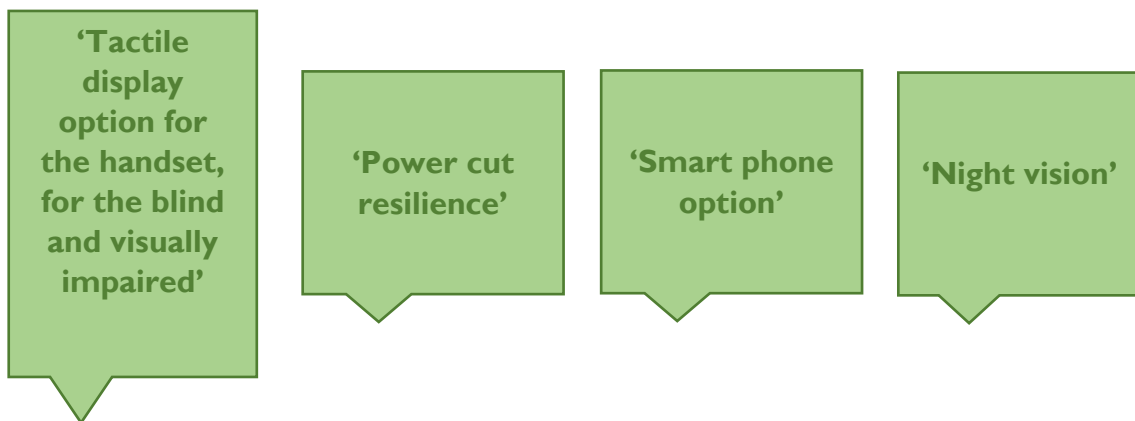 ‘Tactile
display
option for
the handset,
for the blind
and visually
impaired’
‘Power cut
resilience’
‘Smart phone
option’
‘Night vision’